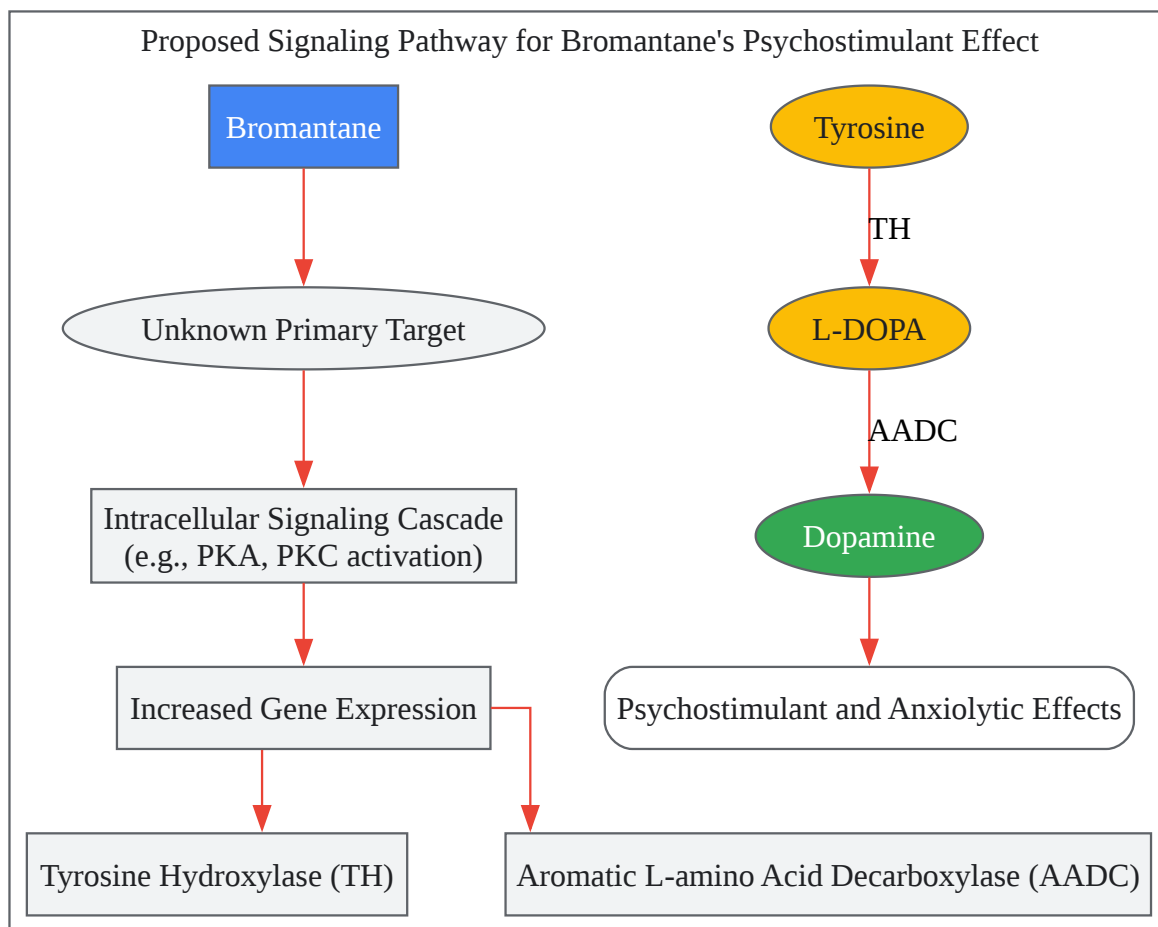 Proposed Signaling Pathway for Bromantane's Psychostimulant Effect
Bromantane
Unknown Primary Target
Intracellular Signaling Cascade
(e.g., PKA, PKC activation)
Increased Gene Expression
Tyrosine Hydroxylase (TH)
Aromatic L-amino Acid Decarboxylase (AADC)
Tyrosine
TH
L-DOPA
AADC
Dopamine
Psychostimulant and Anxiolytic Effects